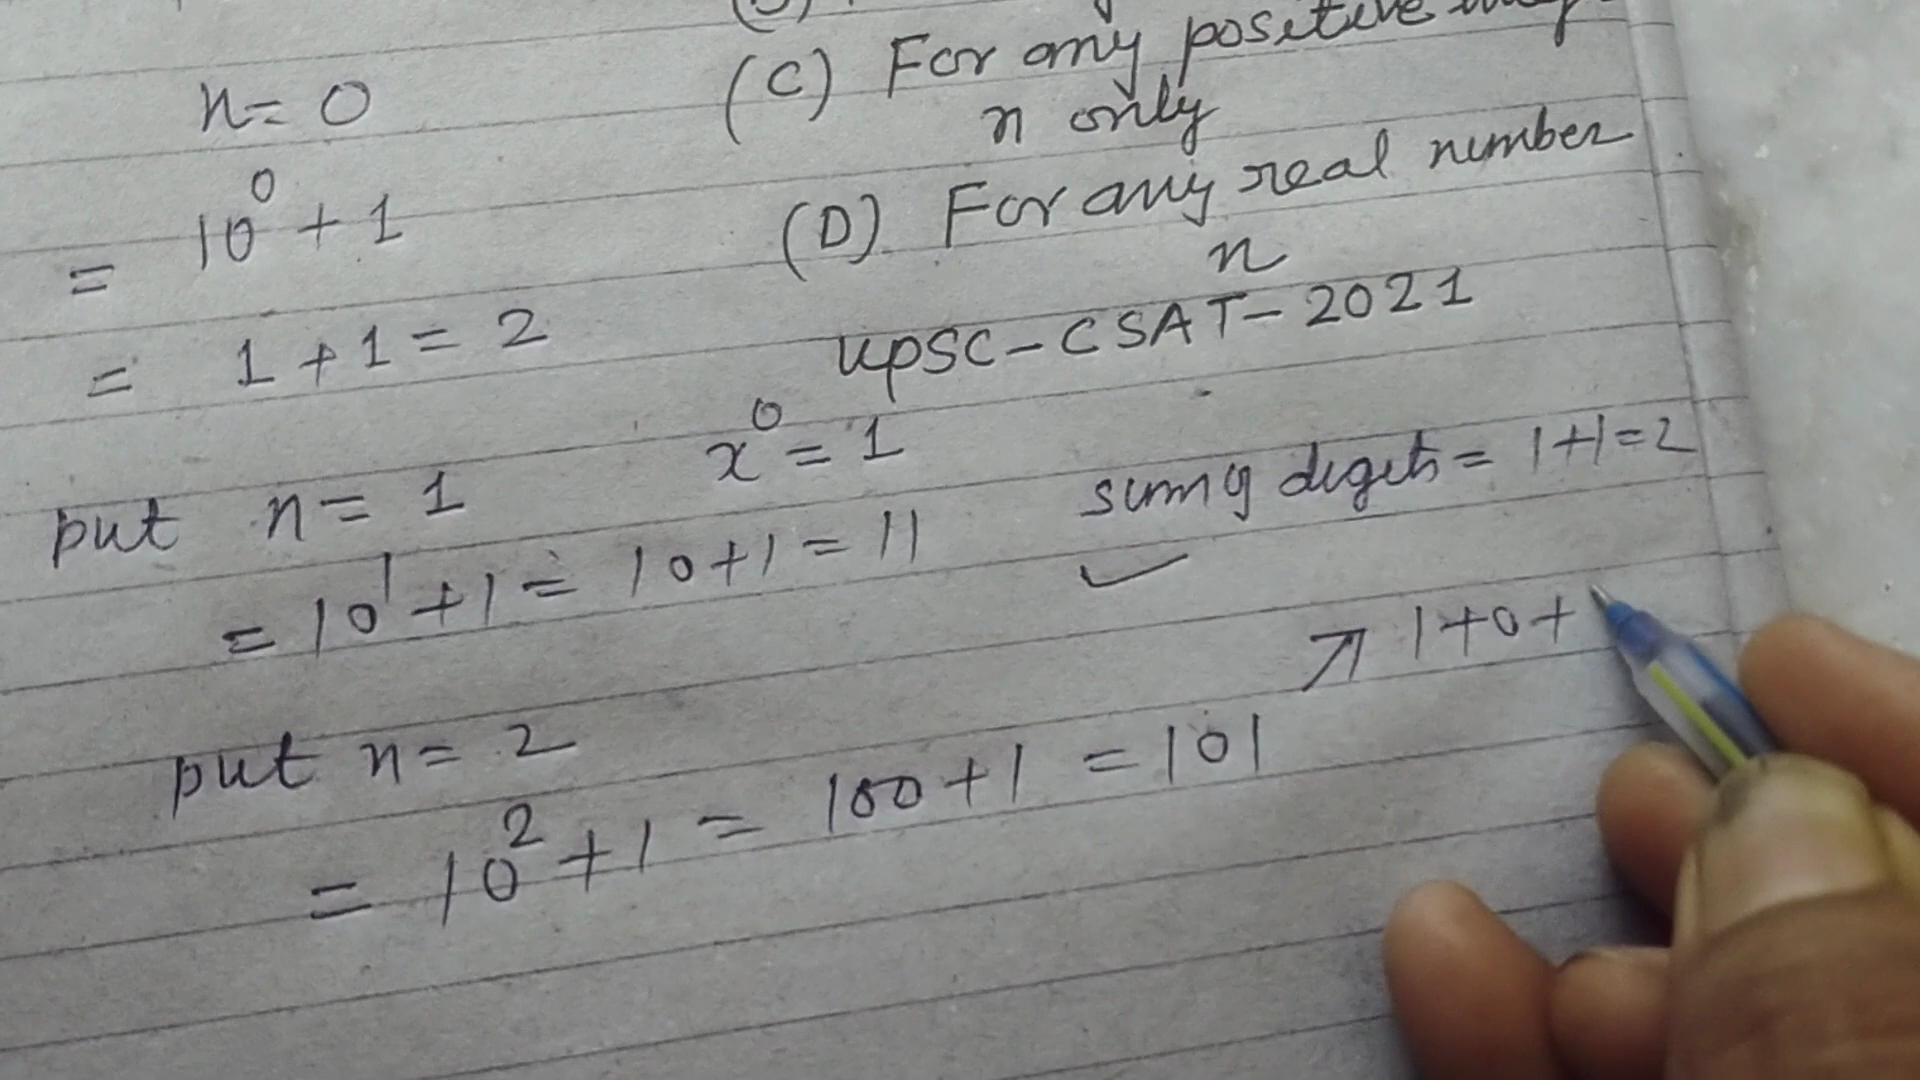 (C) For any positive
n only
(D) For any real number
n
UPSC-CSAT-2021
n = 0
= 10⁰ + 1
= 1 + 1 = 2
x⁰ = 1
put n = 1
= 10¹ + 1 = 10 + 1 = 11
sum of digits = 1+1=2
↗ 1+0+
put n = 2
= 10² + 1 = 100 + 1 = 101